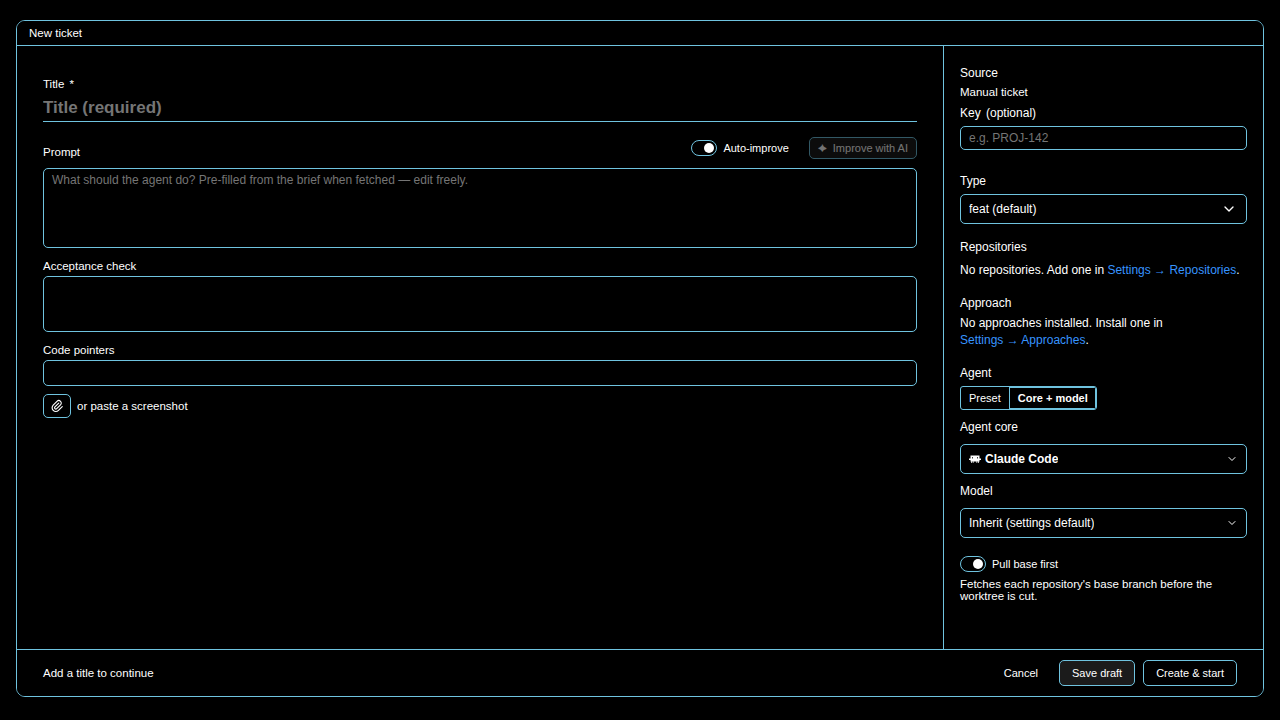 New ticket
Title *
Title (required)
Prompt
Auto-improve
Improve with AI
What should the agent do? Pre-filled from the brief when fetched — edit freely.
Acceptance check
Code pointers
or paste a screenshot
Source
Manual ticket
Key (optional)
e.g. PROJ-142
Type
feat (default)
Repositories
No repositories. Add one in Settings → Repositories.
Approach
No approaches installed. Install one in
Settings → Approaches.
Agent
Preset
Core + model
Agent core
Claude Code
Model
Inherit (settings default)
Pull base first
Fetches each repository's base branch before the
worktree is cut.
Add a title to continue
Cancel
Save draft
Create & start